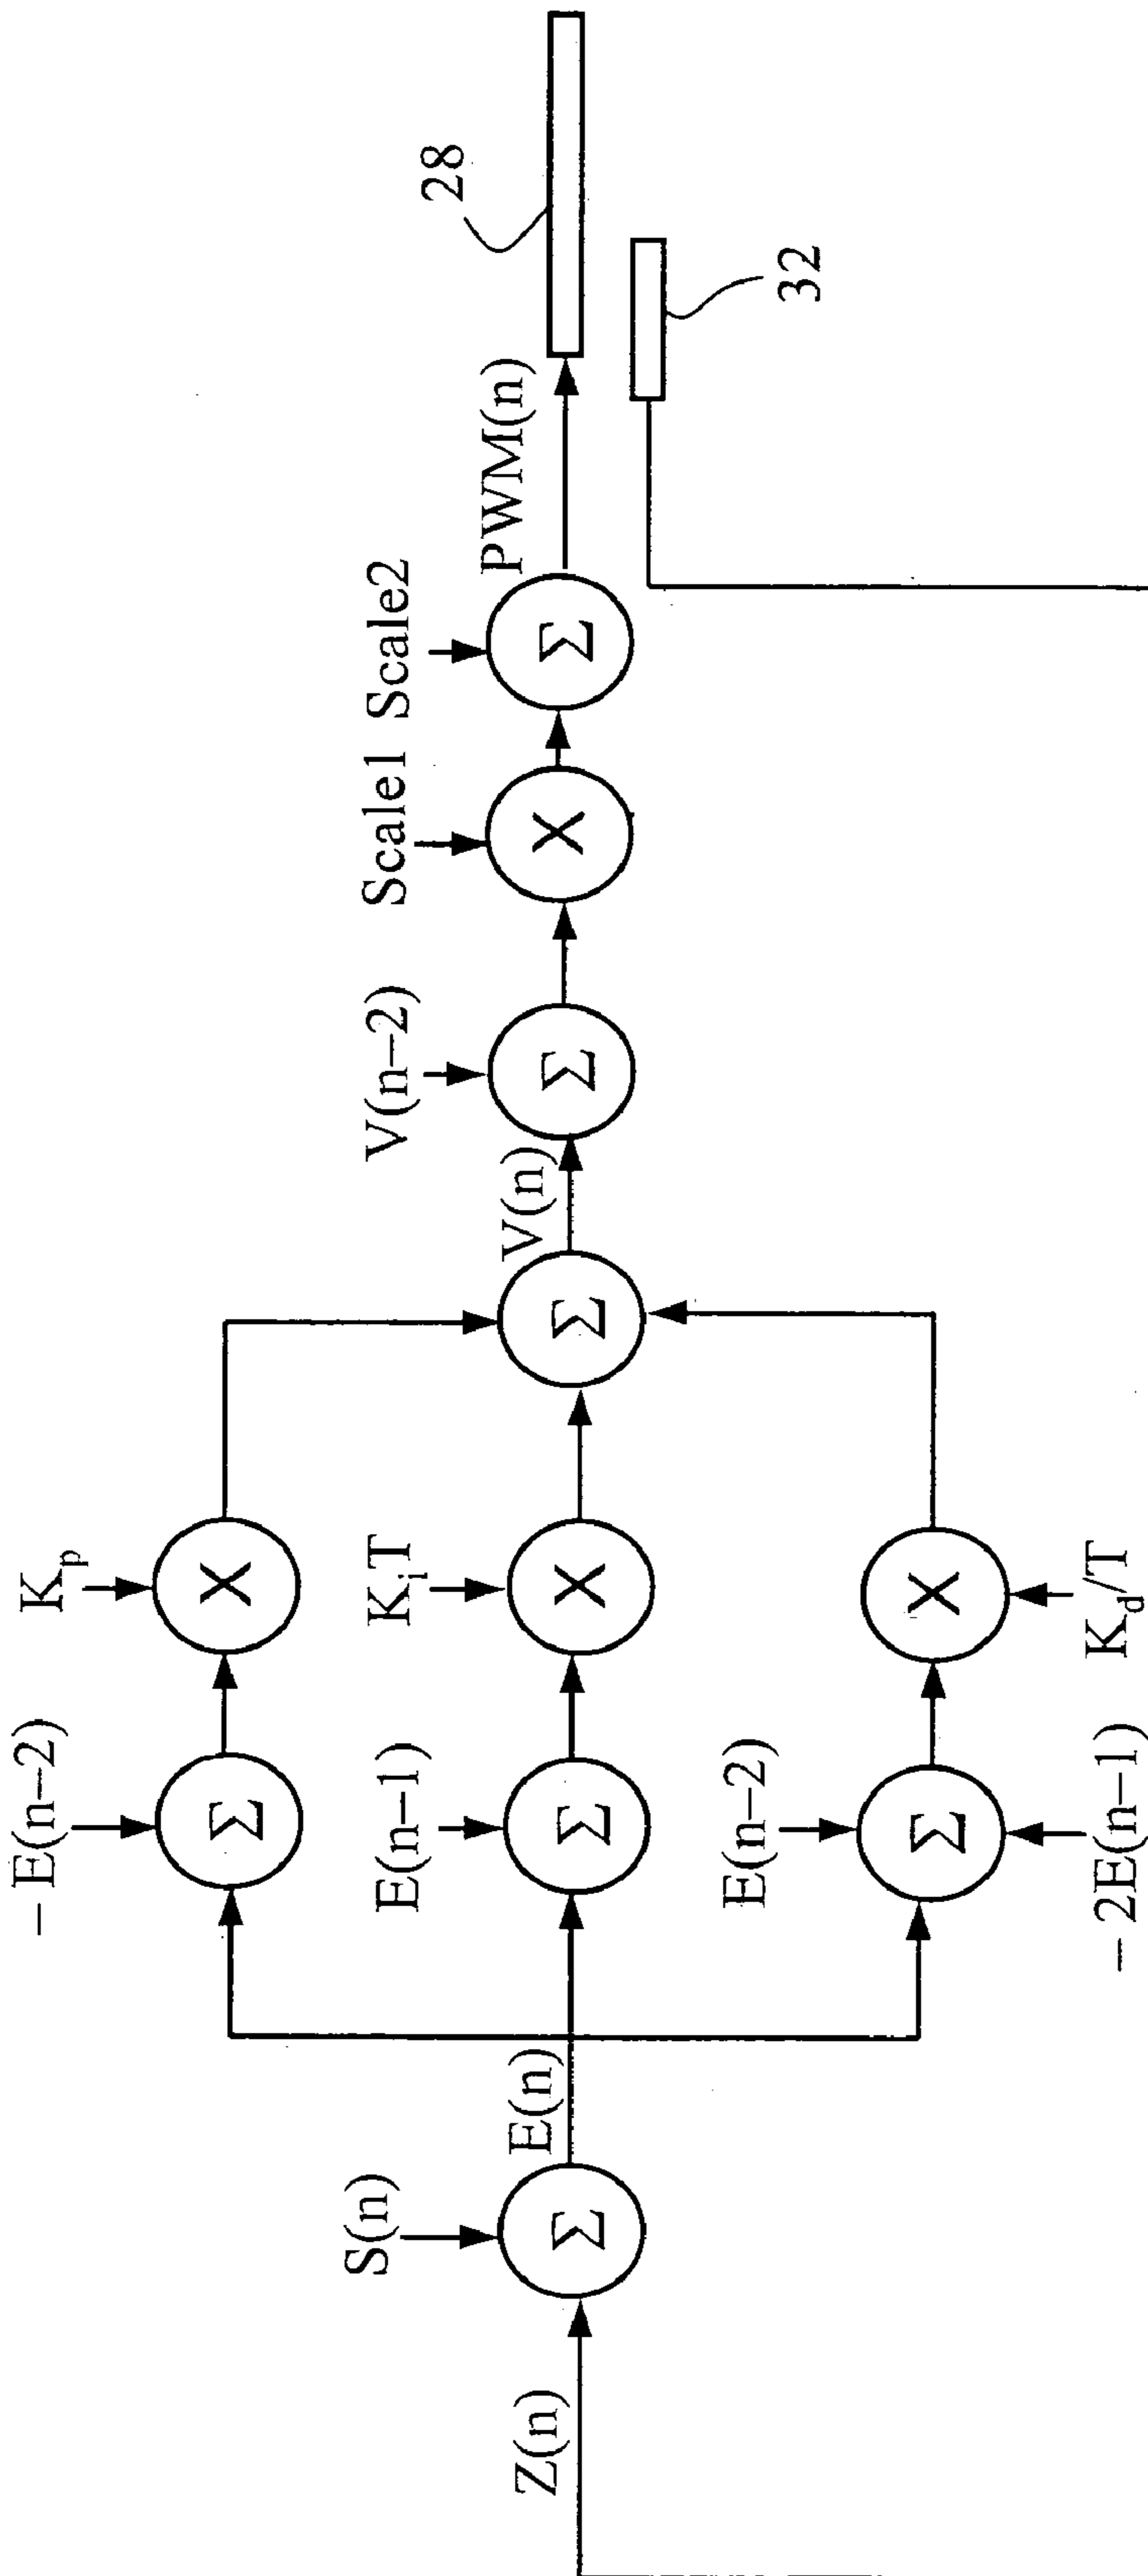 Z(n)
S(n)
E(n)
Σ
− E(n−2)
Σ
K_p
X
E(n−1)
Σ
K_iT
X
E(n−2)
Σ
− 2E(n−1)
X
K_d/T
Σ
V(n)
V(n−2)
Σ
Scale1
X
Scale2
Σ
PWM(n)
28
32